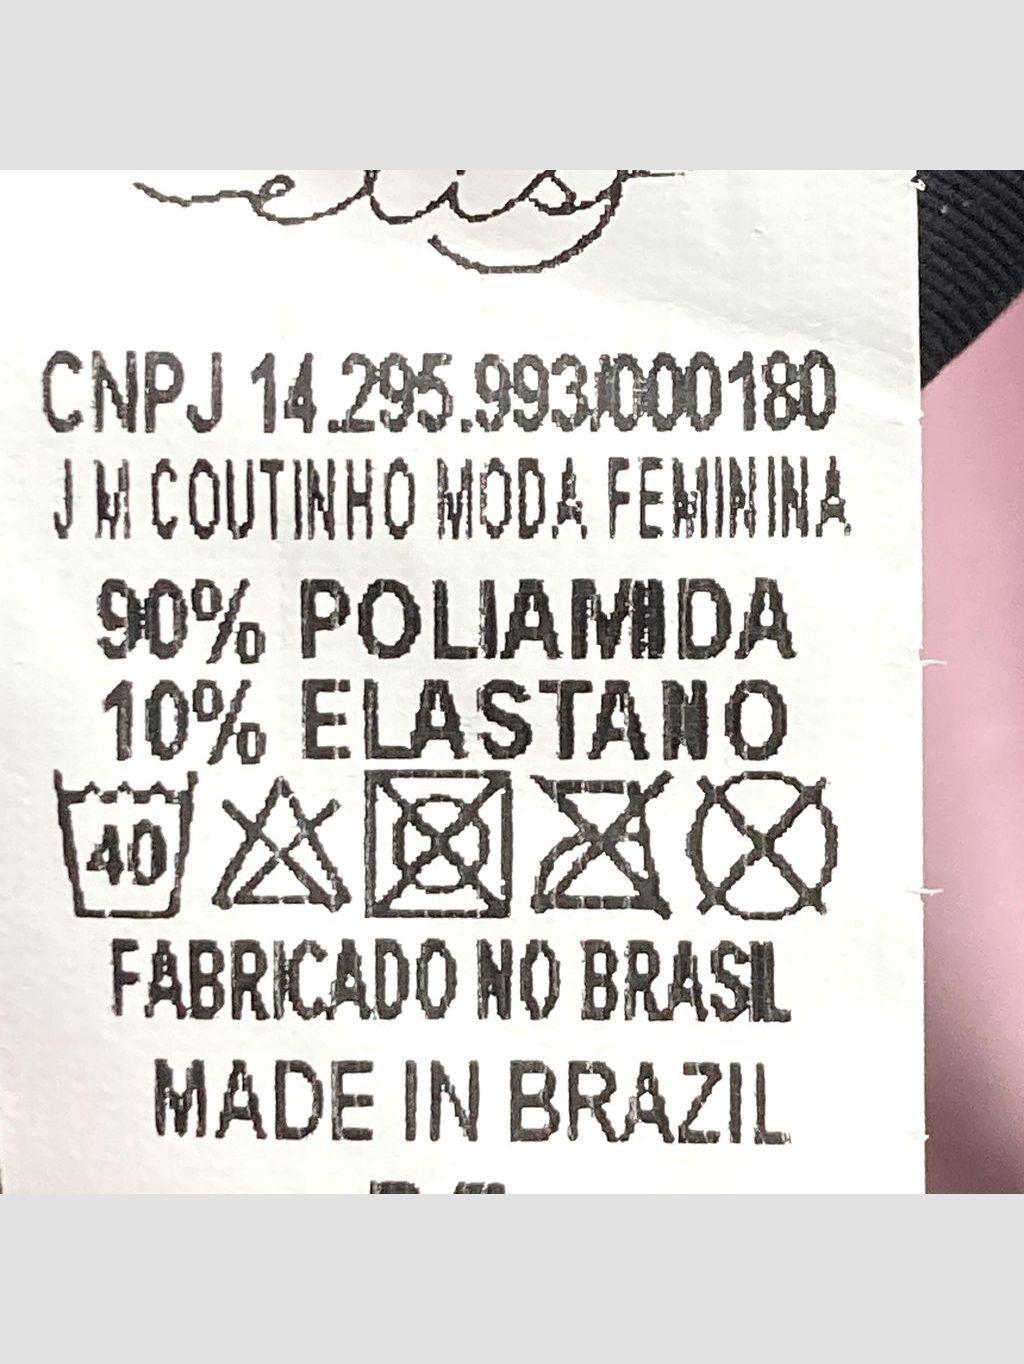 elis
CNPJ 14.295.993/000180
J M COUTINHO MODA FEMININA
90% POLIAMIDA
10% ELASTANO
40
FABRICADO NO BRASIL
MADE IN BRAZIL